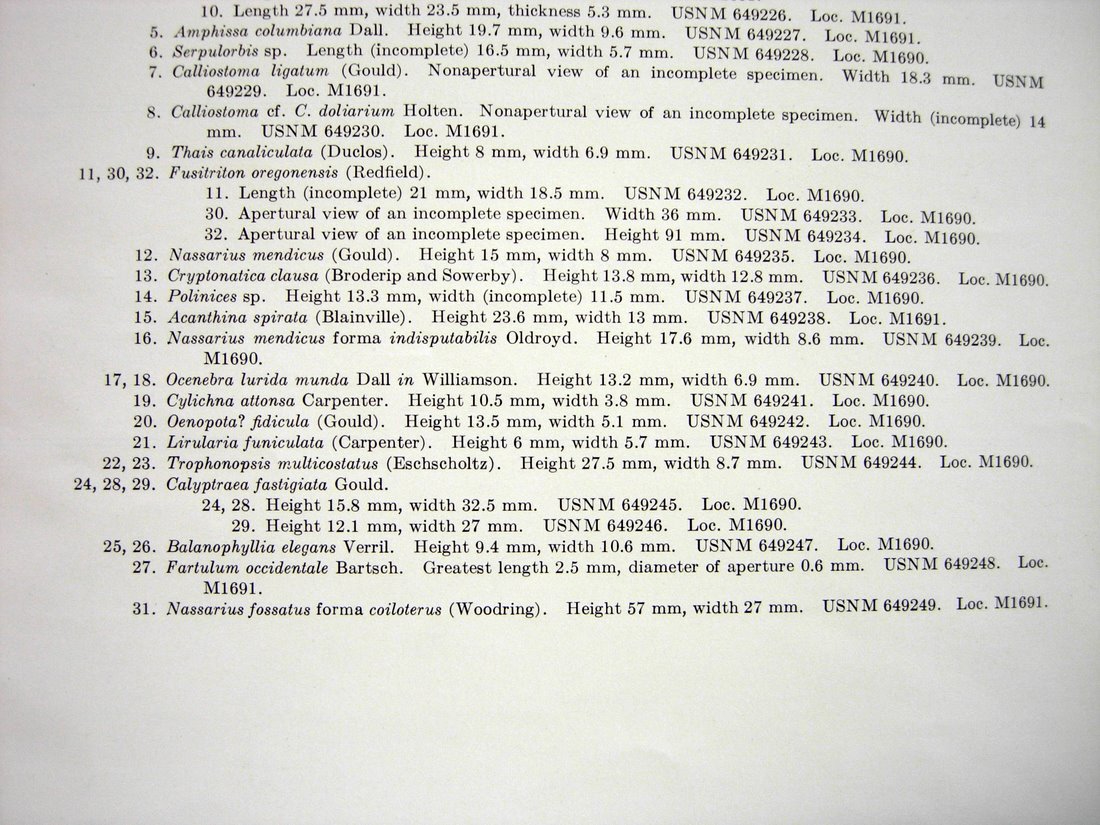 10. Length 27.5 mm, width 23.5 mm, thickness 5.3 mm. USNM 649226. Loc. M1691.
5. Amphissa columbiana Dall. Height 19.7 mm, width 9.6 mm. USNM 649227. Loc. M1691.
6. Serpulorbis sp. Length (incomplete) 16.5 mm, width 5.7 mm. USNM 649228. Loc. M1690.
7. Calliostoma ligatum (Gould). Nonapertural view of an incomplete specimen. Width 18.3 mm. USNM
649229. Loc. M1691.
8. Calliostoma cf. C. doliarium Holten. Nonapertural view of an incomplete specimen. Width (incomplete) 14
mm. USNM 649230. Loc. M1691.
9. Thais canaliculata (Duclos). Height 8 mm, width 6.9 mm. USNM 649231. Loc. M1690.
11, 30, 32. Fusitriton oregonensis (Redfield).
11. Length (incomplete) 21 mm, width 18.5 mm. USNM 649232. Loc. M1690.
30. Apertural view of an incomplete specimen. Width 36 mm. USNM 649233. Loc. M1690.
32. Apertural view of an incomplete specimen. Height 91 mm. USNM 649234. Loc. M1690.
12. Nassarius mendicus (Gould). Height 15 mm, width 8 mm. USNM 649235. Loc. M1690.
13. Cryptonatica clausa (Broderip and Sowerby). Height 13.8 mm, width 12.8 mm. USNM 649236. Loc. M1690.
14. Polinices sp. Height 13.3 mm, width (incomplete) 11.5 mm. USNM 649237. Loc. M1690.
15. Acanthina spirata (Blainville). Height 23.6 mm, width 13 mm. USNM 649238. Loc. M1691.
16. Nassarius mendicus forma indisputabilis Oldroyd. Height 17.6 mm, width 8.6 mm. USNM 649239. Loc.
M1690.
17, 18. Ocenebra lurida munda Dall in Williamson. Height 13.2 mm, width 6.9 mm. USNM 649240. Loc. M1690.
19. Cylichna attonsa Carpenter. Height 10.5 mm, width 3.8 mm. USNM 649241. Loc. M1690.
20. Oenopota? fidicula (Gould). Height 13.5 mm, width 5.1 mm. USNM 649242. Loc. M1690.
21. Lirularia funiculata (Carpenter). Height 6 mm, width 5.7 mm. USNM 649243. Loc. M1690.
22, 23. Trophonopsis multicostatus (Eschscholtz). Height 27.5 mm, width 8.7 mm. USNM 649244. Loc. M1690.
24, 28, 29. Calyptraea fastigiata Gould.
24, 28. Height 15.8 mm, width 32.5 mm. USNM 649245. Loc. M1690.
29. Height 12.1 mm, width 27 mm. USNM 649246. Loc. M1690.
25, 26. Balanophyllia elegans Verril. Height 9.4 mm, width 10.6 mm. USNM 649247. Loc. M1690.
27. Fartulum occidentale Bartsch. Greatest length 2.5 mm, diameter of aperture 0.6 mm. USNM 649248. Loc.
M1691.
31. Nassarius fossatus forma coiloterus (Woodring). Height 57 mm, width 27 mm. USNM 649249. Loc. M1691.